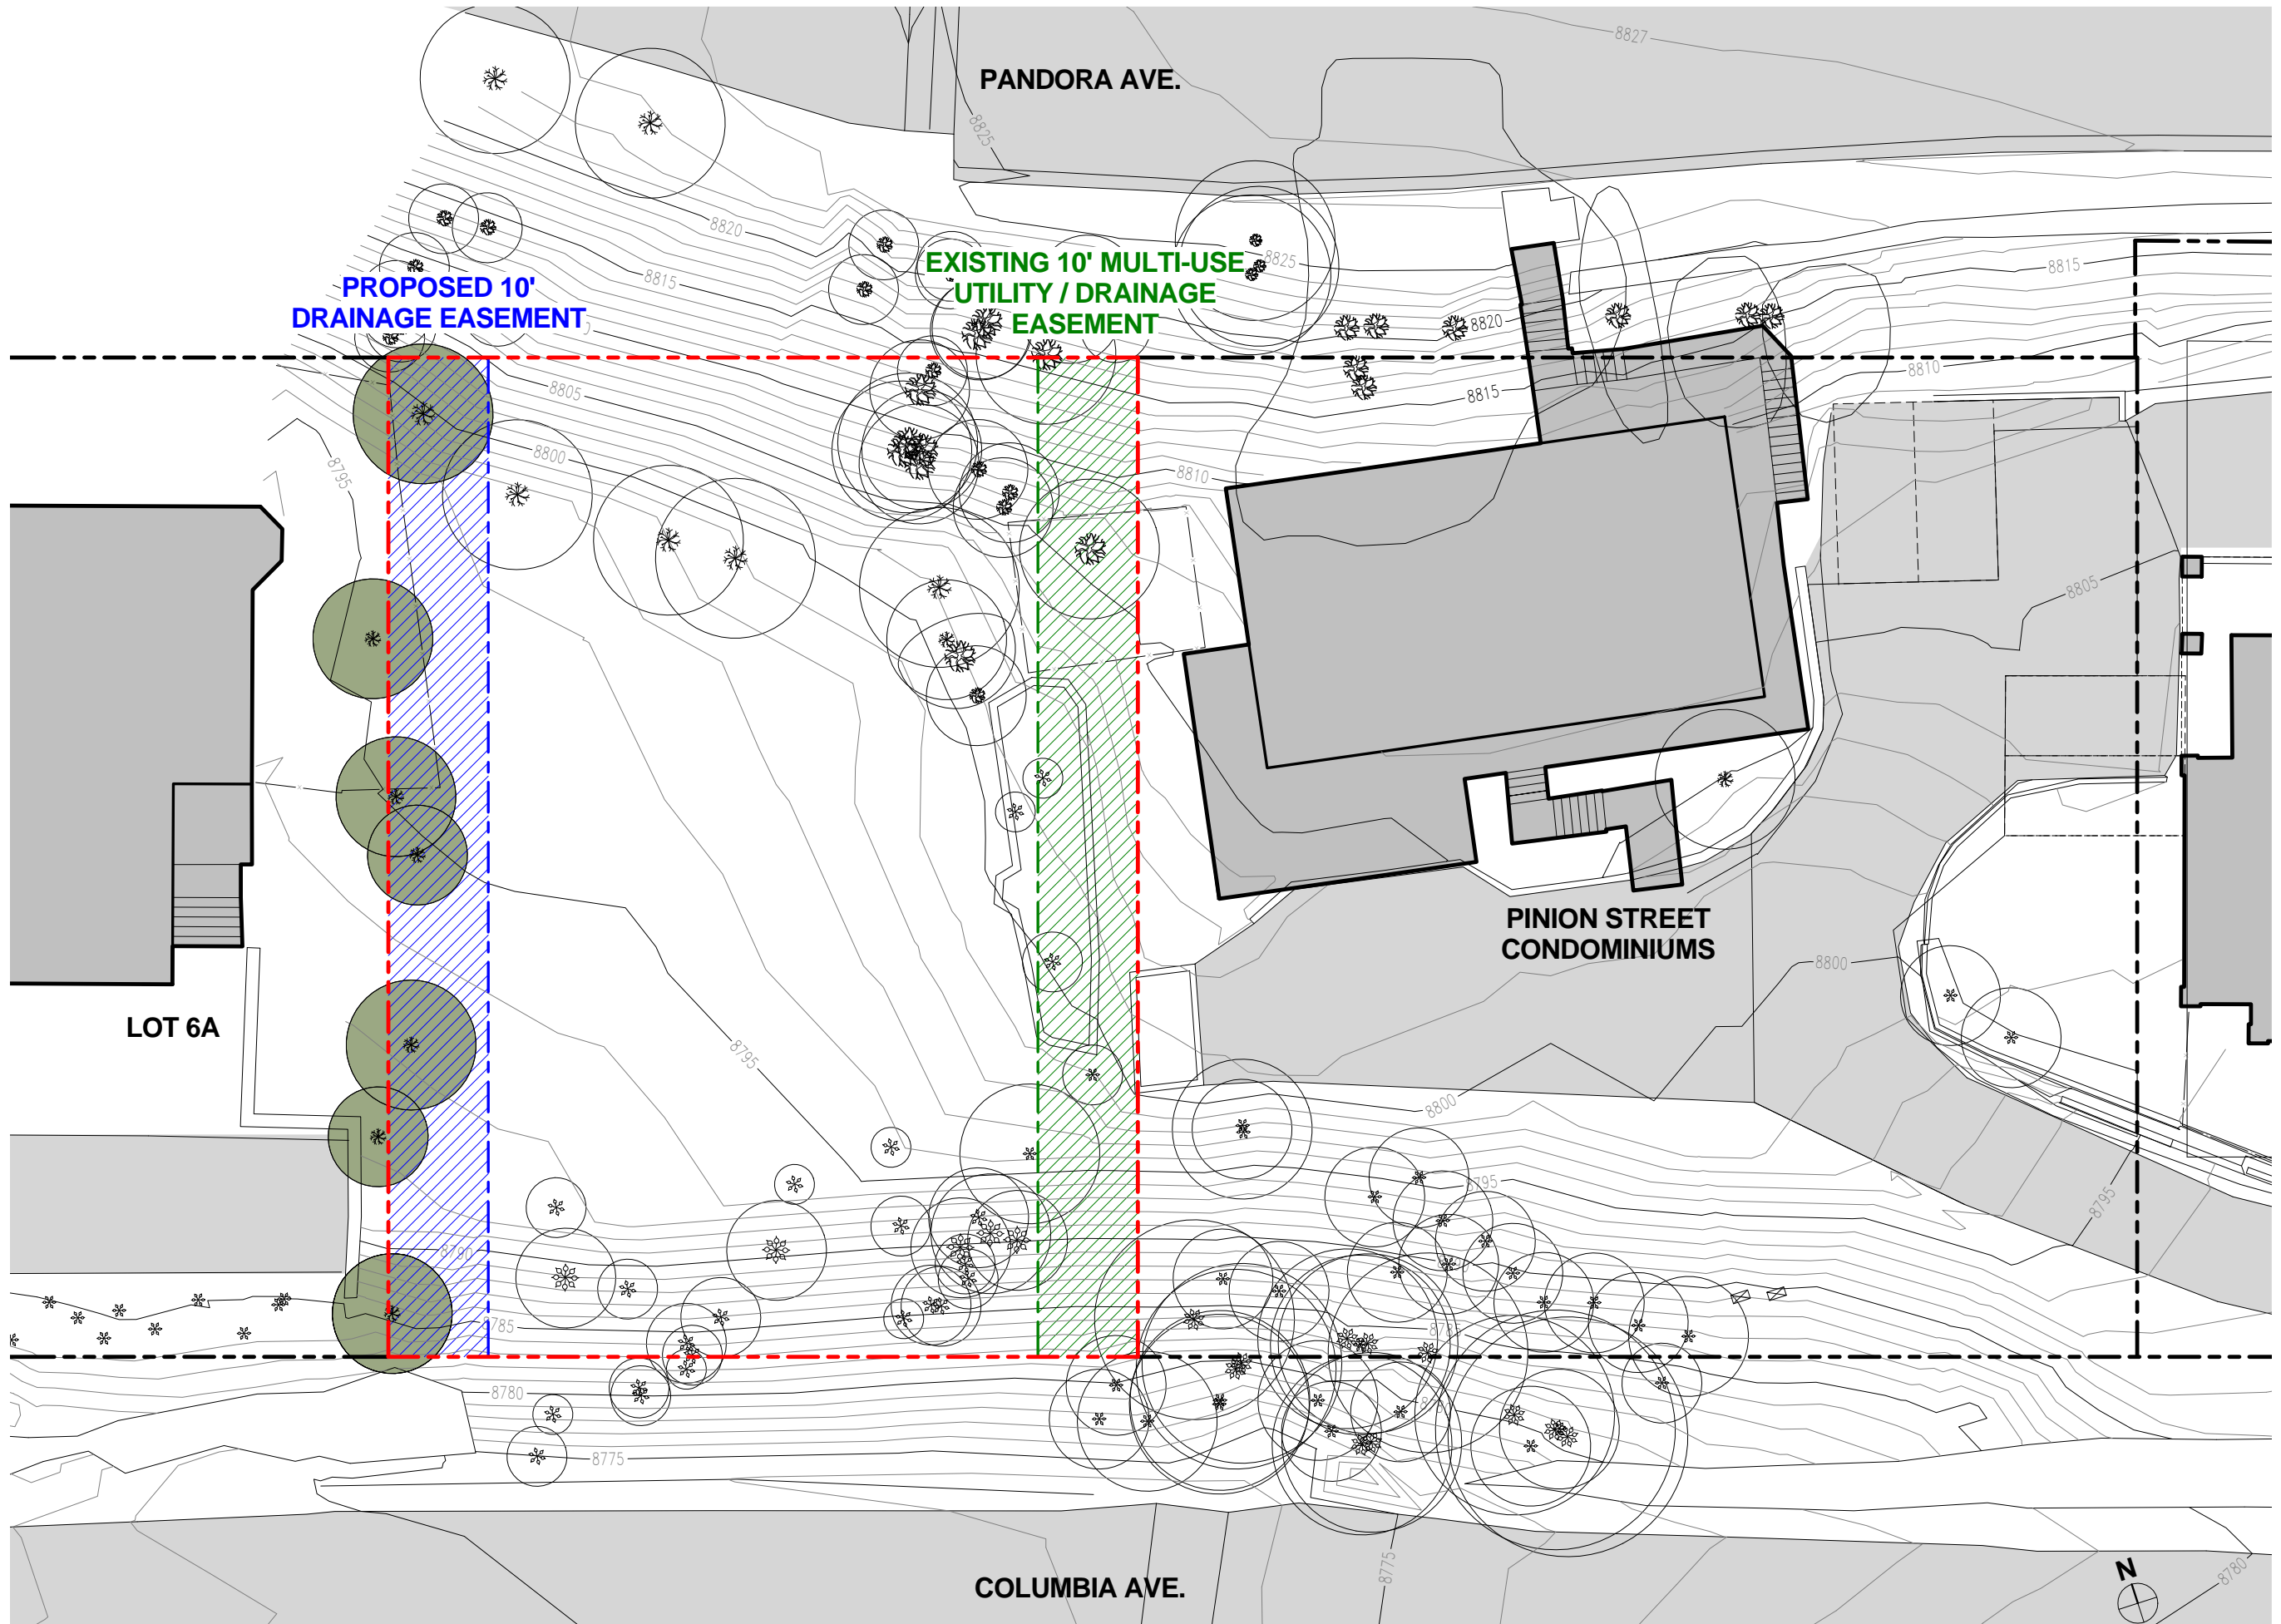 8827
PANDORA AVE.
8825
8820
EXISTING 10' MULTI-USE
UTILITY / DRAINAGE
EASEMENT
8825
8815
8815
PROPOSED 10'
DRAINAGE EASEMENT
8820
8810
8805
8815
8800
8795
8810
8805
PINION STREET
CONDOMINIUMS
8800
LOT 6A
8795
8800
8795
8795
8790
8785
8785
8780
8775
8775
COLUMBIA AVE.
N
8780